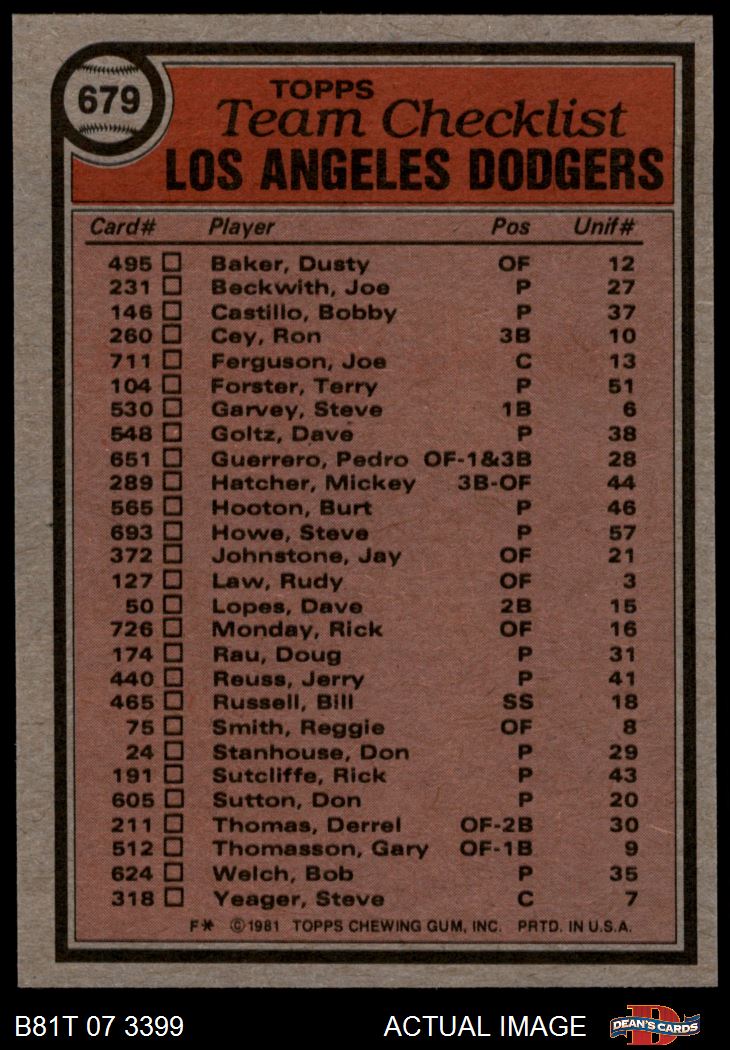 679
TOPPS
Team Checklist
LOS ANGELES DODGERS
Card# Player Pos Unif#
495 Baker, Dusty OF 12
231 Beckwith, Joe P 27
146 Castillo, Bobby P 37
260 Cey, Ron 3B 10
711 Ferguson, Joe C 13
104 Forster, Terry P 51
530 Garvey, Steve 1B 6
548 Goltz, Dave P 38
651 Guerrero, Pedro OF-1&3B 28
289 Hatcher, Mickey 3B-OF 44
565 Hooton, Burt P 46
693 Howe, Steve P 57
372 Johnstone, Jay OF 21
127 Law, Rudy OF 3
50 Lopes, Dave 2B 15
726 Monday, Rick OF 16
174 Rau, Doug P 31
440 Reuss, Jerry P 41
465 Russell, Bill SS 18
75 Smith, Reggie OF 8
24 Stanhouse, Don P 29
191 Sutcliffe, Rick P 43
605 Sutton, Don P 20
211 Thomas, Derrel OF-2B 30
512 Thomasson, Gary OF-1B 9
624 Welch, Bob P 35
318 Yeager, Steve C 7
F* ©1981 TOPPS CHEWING GUM, INC. PRTD. IN U.S.A.
B81T 07 3399 ACTUAL IMAGE DEAN'S CARDS